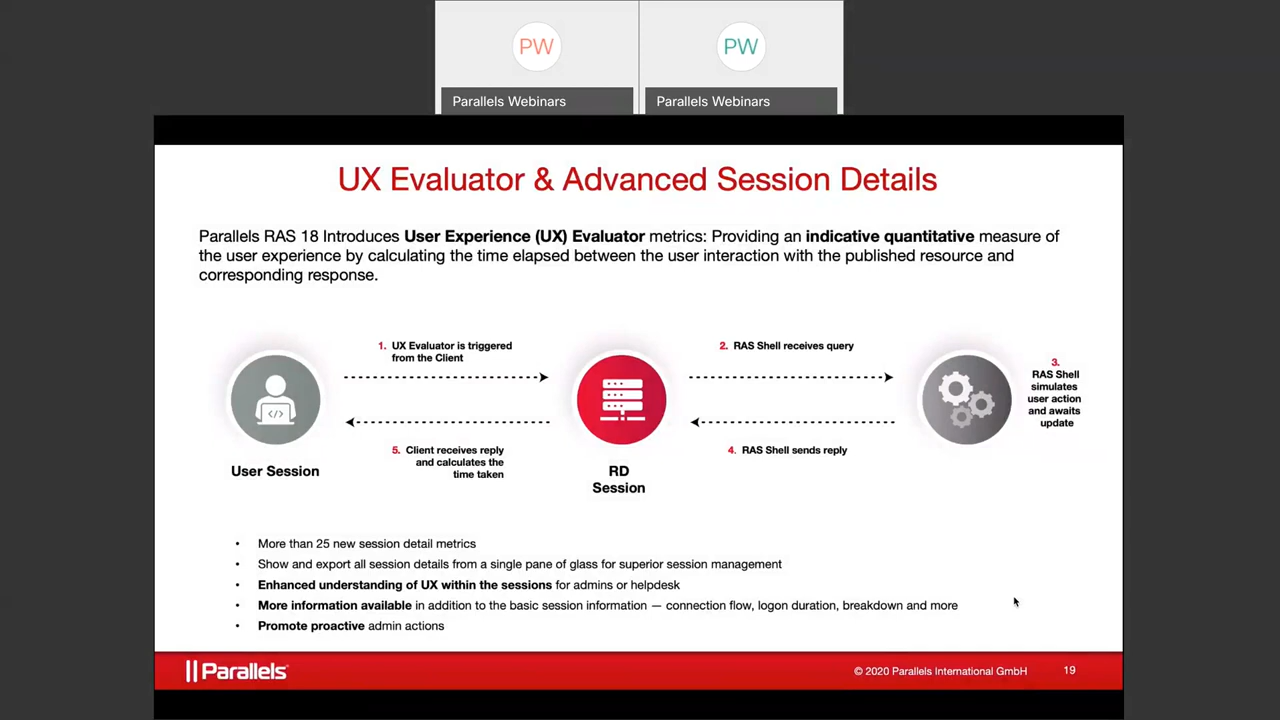 PW
PW
Parallels Webinars
Parallels Webinars
UX Evaluator & Advanced Session Details
Parallels RAS 18 Introduces User Experience (UX) Evaluator metrics: Providing an indicative quantitative measure of
the user experience by calculating the time elapsed between the user interaction with the published resource and
corresponding response.
1. UX Evaluator is triggered
from the Client
2. RAS Shell receives query
3.
RAS Shell
simulates
user action
and awaits
update
</>
5. Client receives reply
and calculates the
time taken
4. RAS Shell sends reply
User Session
RD
Session
• More than 25 new session detail metrics
• Show and export all session details from a single pane of glass for superior session management
• Enhanced understanding of UX within the sessions for admins or helpdesk
• More information available in addition to the basic session information — connection flow, logon duration, breakdown and more
• Promote proactive admin actions
Parallels
© 2020 Parallels International GmbH
19